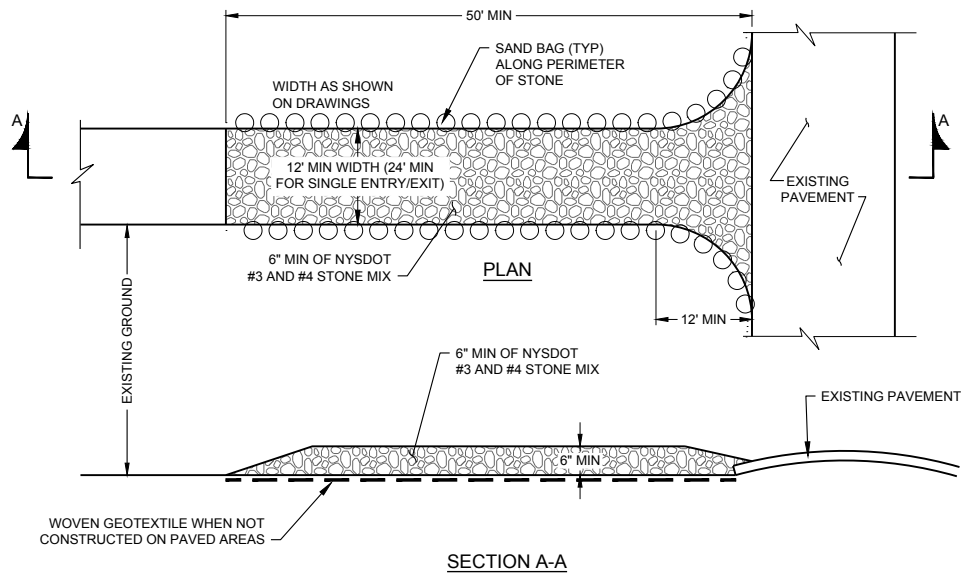 50' MIN
SAND BAG (TYP)
ALONG PERIMETER
OF STONE
WIDTH AS SHOWN
ON DRAWINGS
A
A
12' MIN WIDTH (24' MIN
FOR SINGLE ENTRY/EXIT)
EXISTING
PAVEMENT
6" MIN OF NYSDOT
#3 AND #4 STONE MIX
PLAN
12' MIN
EXISTING GROUND
6" MIN OF NYSDOT
#3 AND #4 STONE MIX
EXISTING PAVEMENT
6" MIN
WOVEN GEOTEXTILE WHEN NOT
CONSTRUCTED ON PAVED AREAS
SECTION A-A